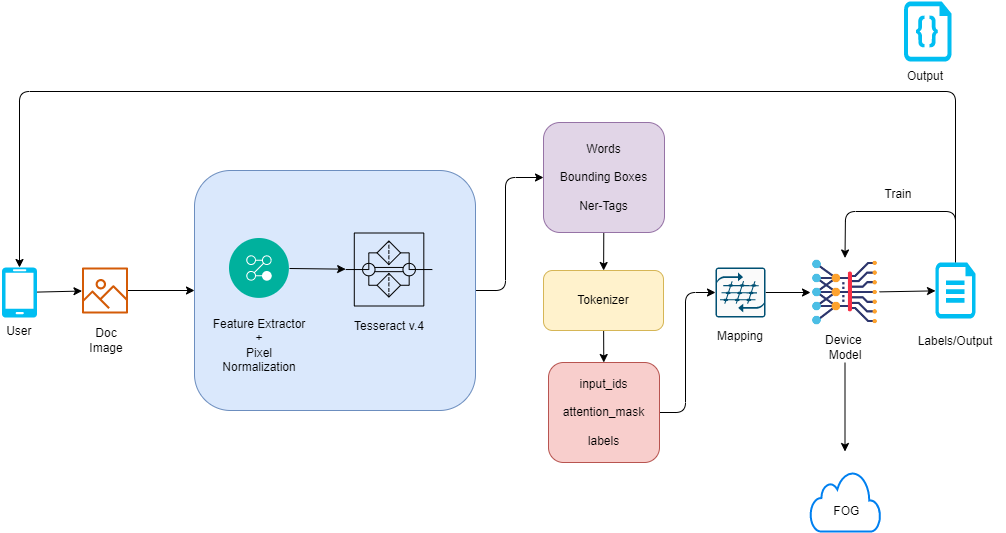 Output
Words
Bounding Boxes
Ner-Tags
Train
User
Doc
Image
Feature Extractor
+
Pixel
Normalization
Tesseract v.4
Tokenizer
input_ids
attention_mask
labels
Mapping
Device
Model
Labels/Output
FOG